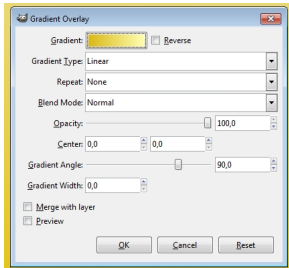 Gradient Overlay
Gradient: Reverse
Gradient Type: Linear
Repeat: None
Blend Mode: Normal
Opacity: 100,0
Center: 0,0 0,0
Gradient Angle: 90,0
Gradient Width: 0,0
Merge with layer
Preview
OK Cancel Reset